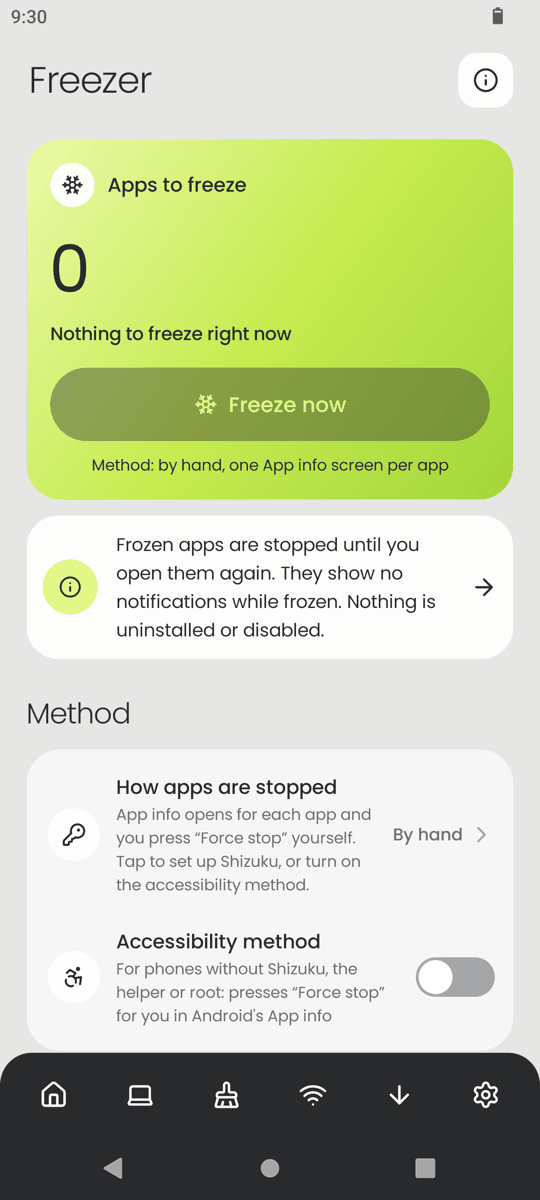 9:30
Freezer
Apps to freeze
0
Nothing to freeze right now
Freeze now
Method: by hand, one App info screen per app
Frozen apps are stopped until you
open them again. They show no
notifications while frozen. Nothing is
uninstalled or disabled.
Method
How apps are stopped
App info opens for each app and
you press “Force stop” yourself.
Tap to set up Shizuku, or turn on
the accessibility method.
By hand
Accessibility method
For phones without Shizuku, the
helper or root: presses “Force stop”
for you in Android's App info